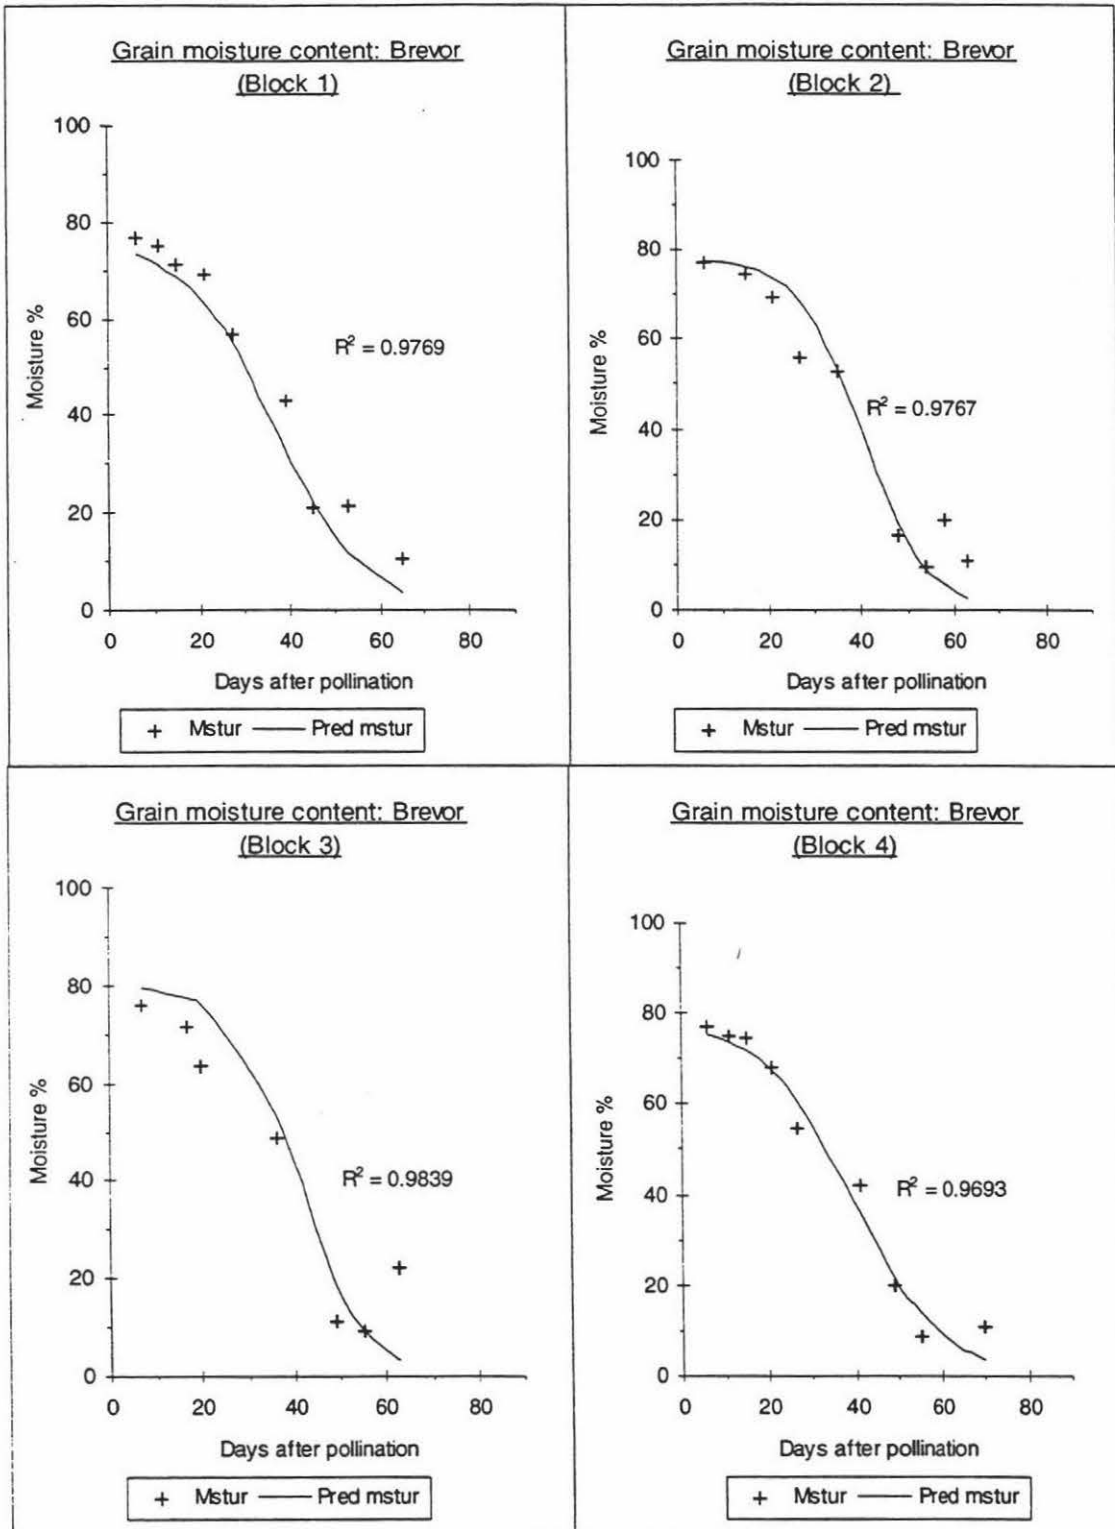 Grain moisture content: Brevor
(Block 1)
100
80
60
40
20
0
Moisture %
R² = 0.9769
0 20 40 60 80
Days after pollination
+ Mstur — Pred mstur
Grain moisture content: Brevor
(Block 2)
100
80
60
40
20
0
Moisture %
R² = 0.9767
0 20 40 60 80
Days after pollination
+ Mstur — Pred mstur
Grain moisture content: Brevor
(Block 3)
100
80
60
40
20
0
Moisture %
R² = 0.9839
0 20 40 60 80
Days after pollination
+ Mstur — Pred mstur
Grain moisture content: Brevor
(Block 4)
100
80
60
40
20
0
Moisture %
R² = 0.9693
0 20 40 60 80
Days after pollination
+ Mstur — Pred mstur